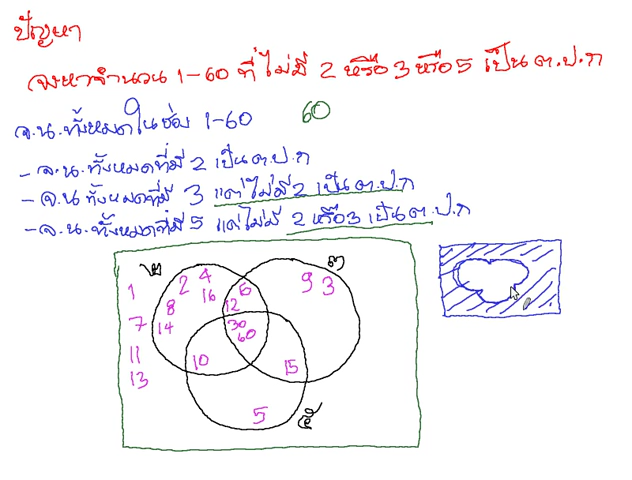 ปัญหา
จงหาจำนวน 1-60 ที่ไม่มี 2 หรือ 3 หรือ 5 เป็น ต.ป.ก
จ.น.ทั้งหมดในช่วง 1-60 60
- จ.น.ทั้งหมดที่มี 2 เป็น ต.ป.ก
- จ.น ทั้งหมดที่มี 3 แต่ไม่มี 2 เป็น ต.ป.ก
- จ.น.ทั้งหมดที่มี 5 แต่ไม่มี 2 หรือ 3 เป็น ต.ป.ก
๒ ๓
1 2 4 6 9 3
8 16 12
7 14 30
60
11 10 15
13
5 ๕